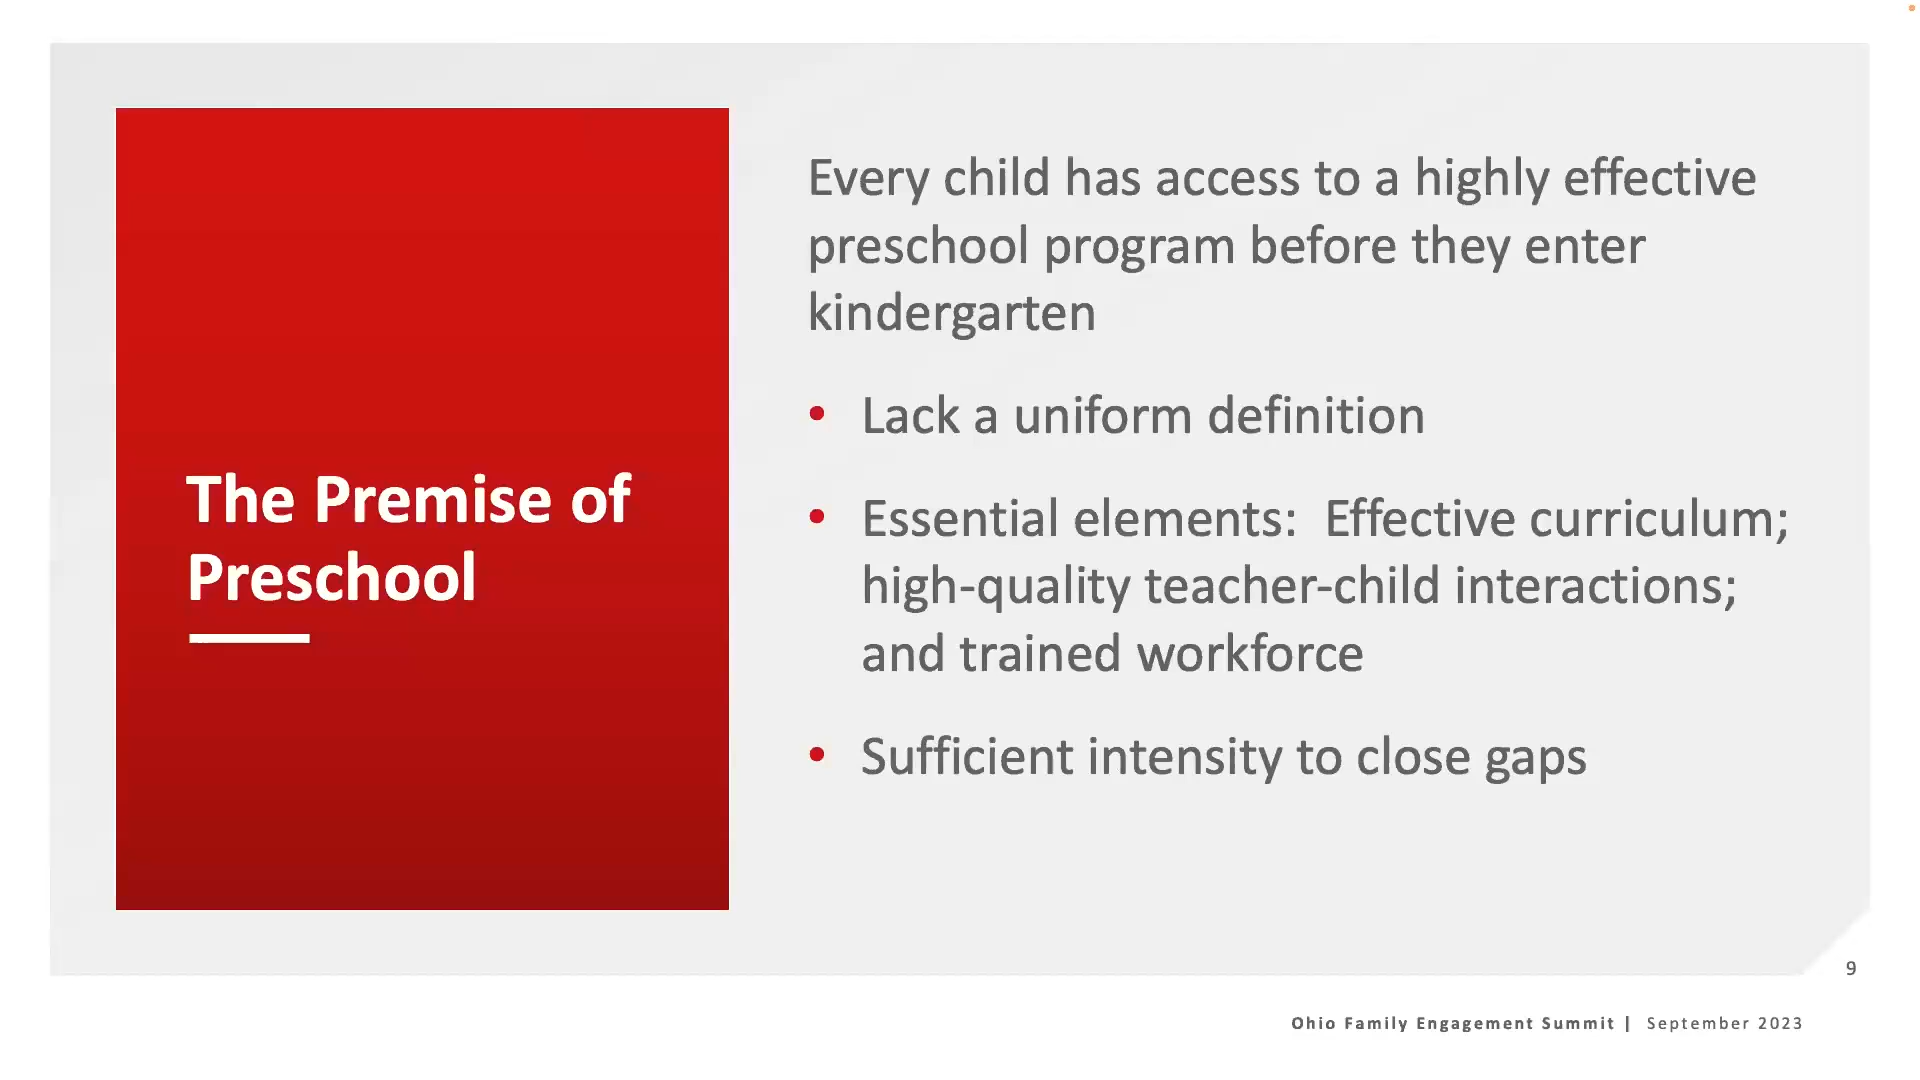 The Premise of
Preschool
Every child has access to a highly effective
preschool program before they enter
kindergarten
• Lack a uniform definition
• Essential elements:  Effective curriculum;
high-quality teacher-child interactions;
and trained workforce
• Sufficient intensity to close gaps
9
Ohio Family Engagement Summit | September 2023